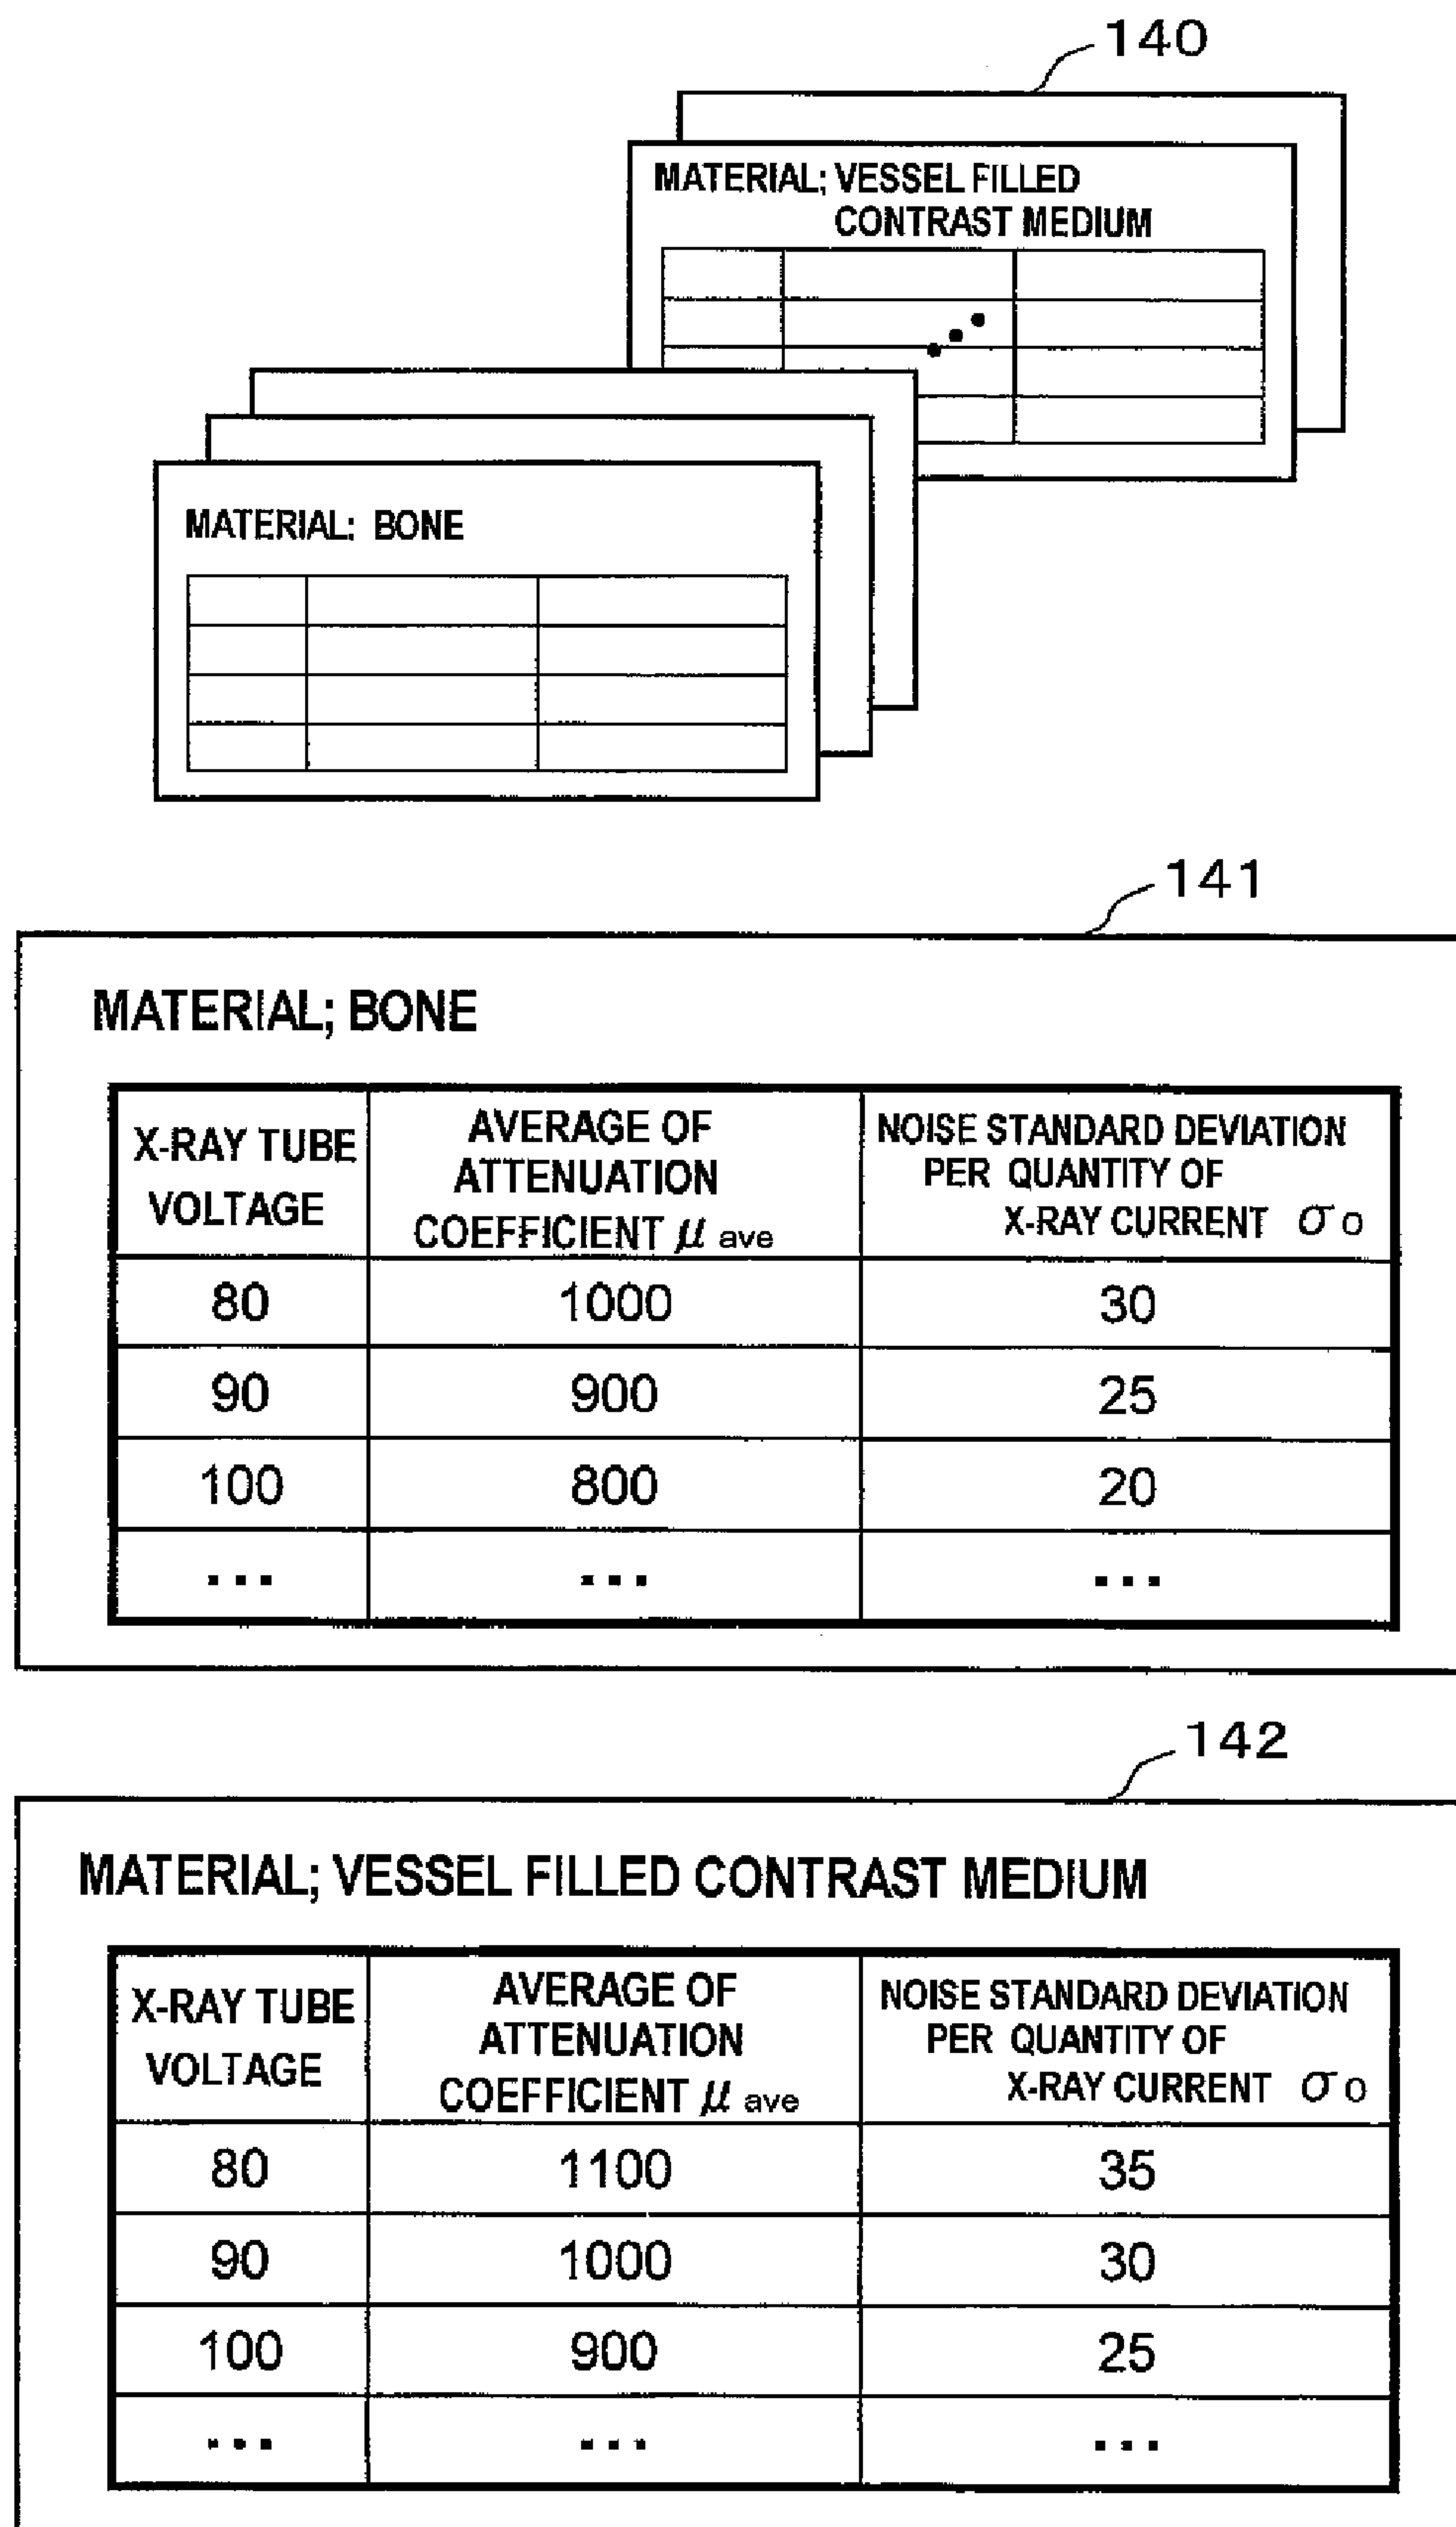 140
MATERIAL; VESSEL FILLED
CONTRAST MEDIUM
MATERIAL: BONE
141
MATERIAL; BONE
X-RAY TUBE
VOLTAGE
AVERAGE OF
ATTENUATION
COEFFICIENT μ ave
NOISE STANDARD DEVIATION
PER QUANTITY OF
X-RAY CURRENT σ o
80 1000 30
90 900 25
100 800 20
... ... ...
142
MATERIAL; VESSEL FILLED CONTRAST MEDIUM
X-RAY TUBE
VOLTAGE
AVERAGE OF
ATTENUATION
COEFFICIENT μ ave
NOISE STANDARD DEVIATION
PER QUANTITY OF
X-RAY CURRENT σ o
80 1100 35
90 1000 30
100 900 25
... ... ...